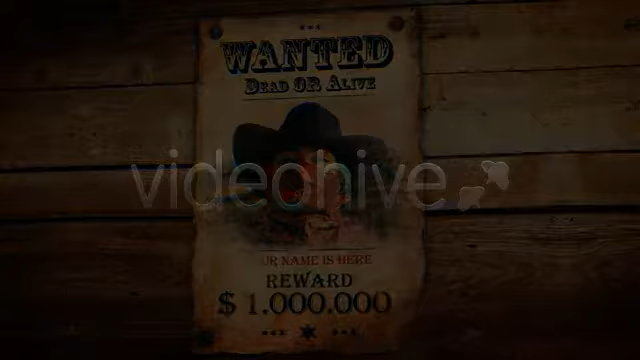 WANTED
DEAD OR ALIVE
videohive
UR NAME IS HERE
REWARD
$ 1.000.000